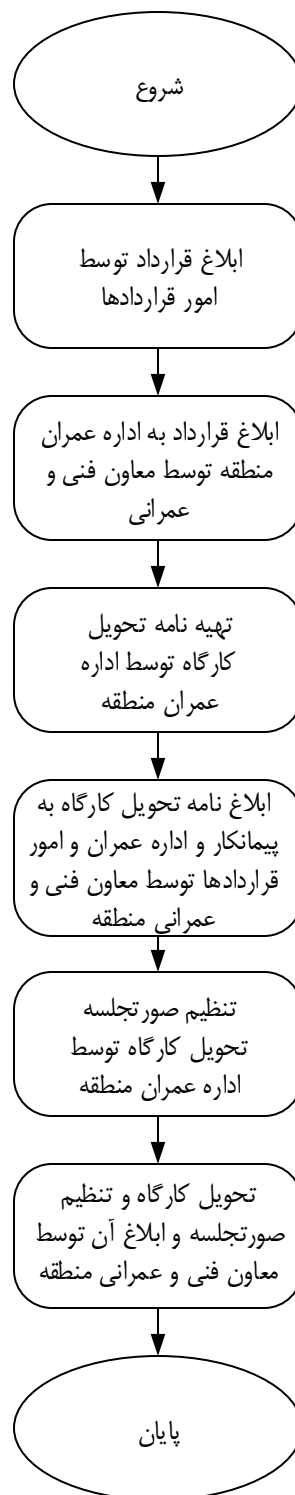 شروع
ابلاغ قرارداد توسط
امور قراردادها
ابلاغ قرارداد به اداره عمران
منطقه توسط معاون فنی و
عمرانی
تهیه نامه تحویل
کارگاه توسط اداره
عمران منطقه
ابلاغ نامه تحویل کارگاه به
پیمانکار و اداره عمران و امور
قراردادها توسط معاون فنی و
عمرانی منطقه
تنظیم صورتجلسه
تحویل کارگاه توسط
اداره عمران منطقه
تحویل کارگاه و تنظیم
صورتجلسه و ابلاغ آن توسط
معاون فنی و عمرانی منطقه
پایان